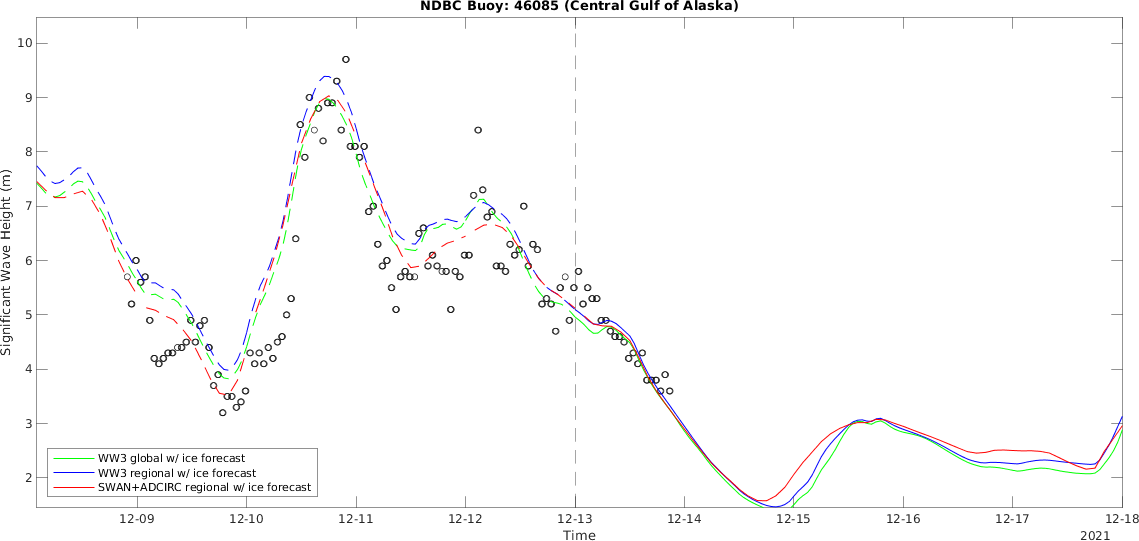 NDBC Buoy: 46085 (Central Gulf of Alaska)
10
9
8
7
6
5
4
3
2
Significant Wave Height (m)
WW3 global w/ ice forecast
WW3 regional w/ ice forecast
SWAN+ADCIRC regional w/ ice forecast
12-09 12-10 12-11 12-12 12-13 12-14 12-15 12-16 12-17 12-18
Time
2021